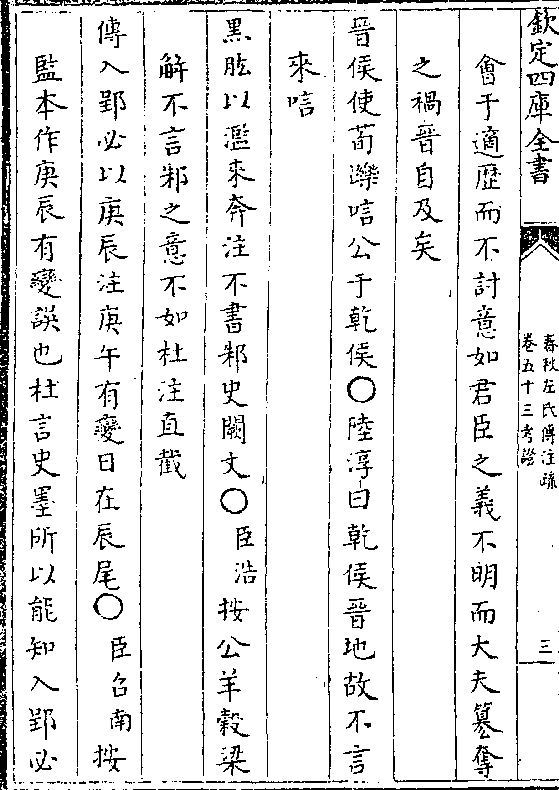 欽定四庫全書
春秋左氏傳注疏
卷五十三考證
三
會于適歴而不討意如君臣之義不明而大夫簒奪
之禍晉自及矣
晉侯使荀躒唁公于乾侯○陸淳曰乾侯晉地故不言
來唁
黑肱以濫來奔注不書邾史闕文○臣浩按公羊榖梁
解不言邾之意不如杜注直截
傳入郢必以庚辰注庚午有變日在辰尾○臣召南按
監本作庚辰有變誤也杜言史墨所以能知入郢必